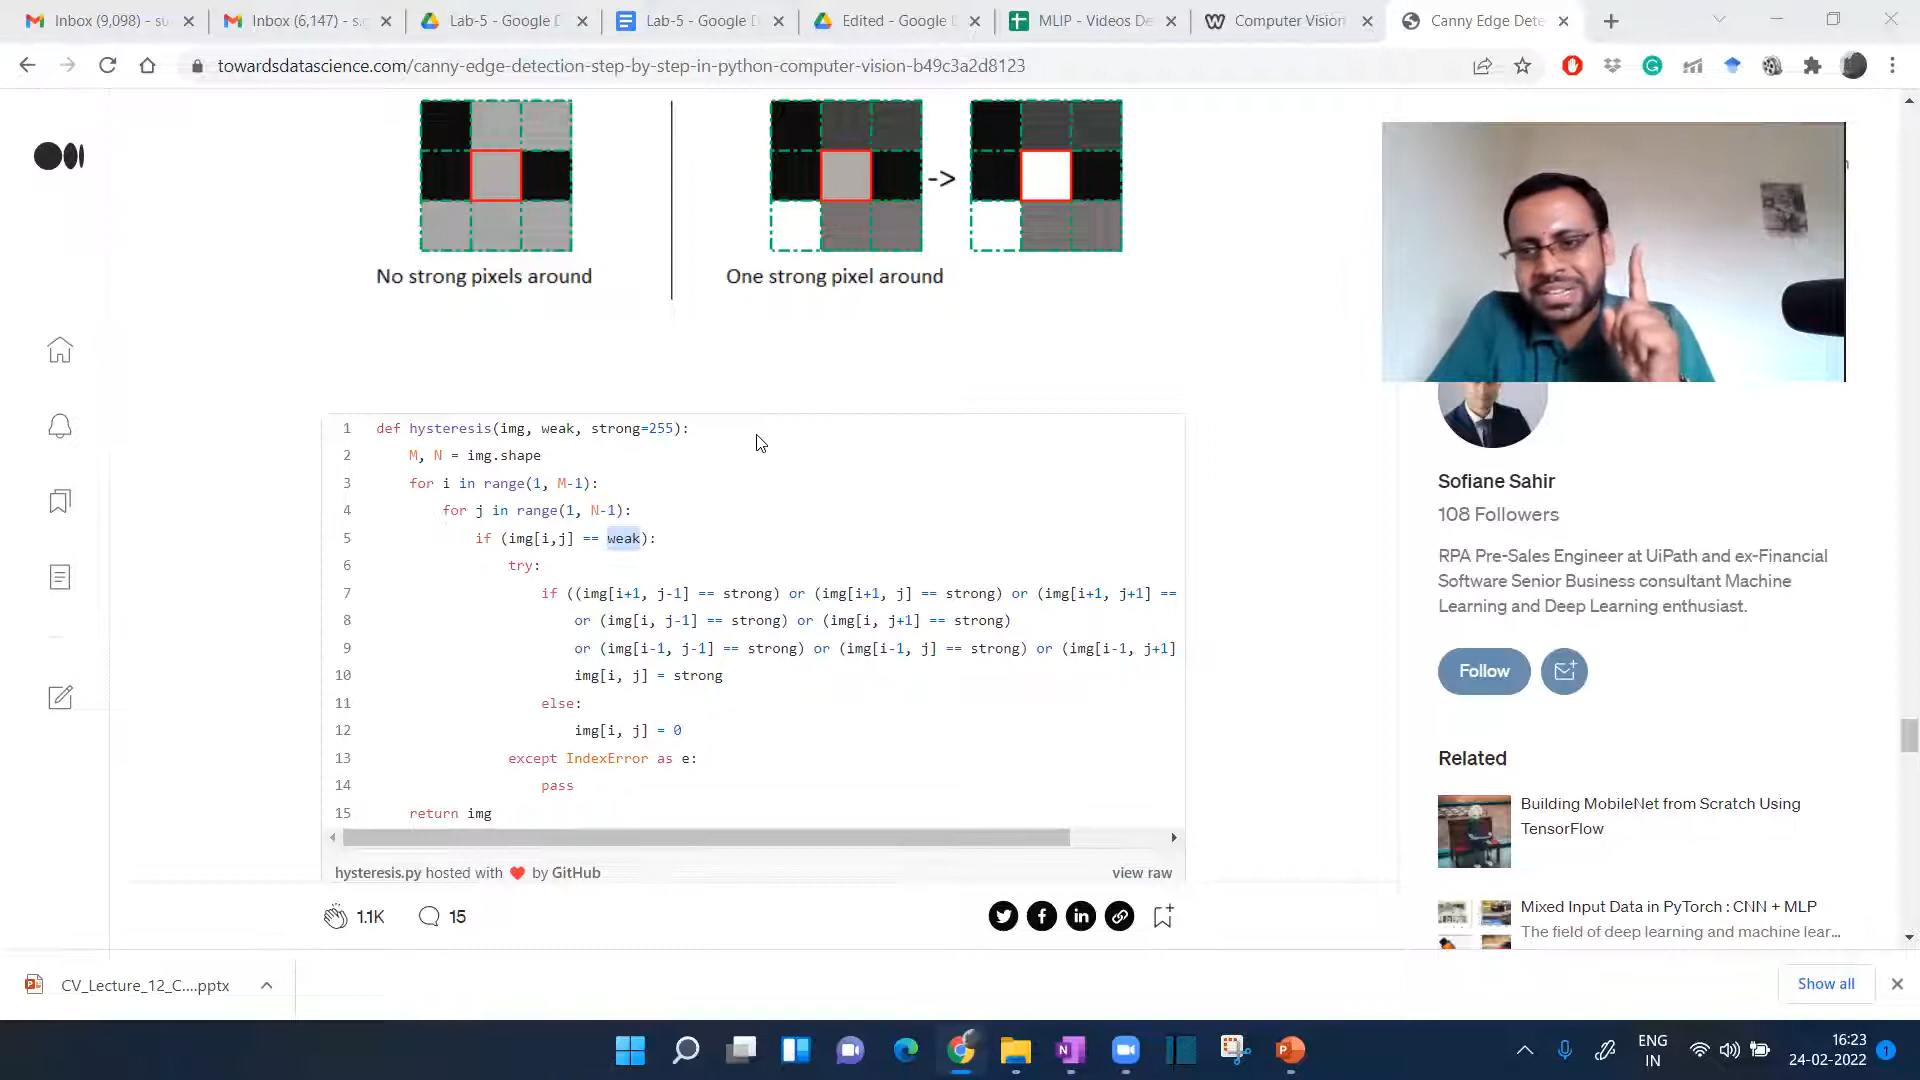 Inbox (9,098) - su
Inbox (6,147) - s.c
Lab-5 - Google D
Lab-5 - Google D
Edited - Google D
MLIP - Videos De
Computer Vision
Canny Edge Dete
towardsdatascience.com/canny-edge-detection-step-by-step-in-python-computer-vision-b49c3a2d8123
->
No strong pixels around
One strong pixel around
1 def hysteresis(img, weak, strong=255):
2 M, N = img.shape
3 for i in range(1, M-1):
4 for j in range(1, N-1):
5 if (img[i,j] == weak):
6 try:
7 if ((img[i+1, j-1] == strong) or (img[i+1, j] == strong) or (img[i+1, j+1] ==
8 or (img[i, j-1] == strong) or (img[i, j+1] == strong)
9 or (img[i-1, j-1] == strong) or (img[i-1, j] == strong) or (img[i-1, j+1]
10 img[i, j] = strong
11 else:
12 img[i, j] = 0
13 except IndexError as e:
14 pass
15 return img
hysteresis.py hosted with ❤ by GitHub
view raw
1.1K
15
Sofiane Sahir
108 Followers
RPA Pre-Sales Engineer at UiPath and ex-Financial
Software Senior Business consultant Machine
Learning and Deep Learning enthusiast.
Follow
Related
Building MobileNet from Scratch Using
TensorFlow
Mixed Input Data in PyTorch : CNN + MLP
The field of deep learning and machine lear...
CV_Lecture_12_C....pptx
Show all
ENG
IN
16:23
24-02-2022
1